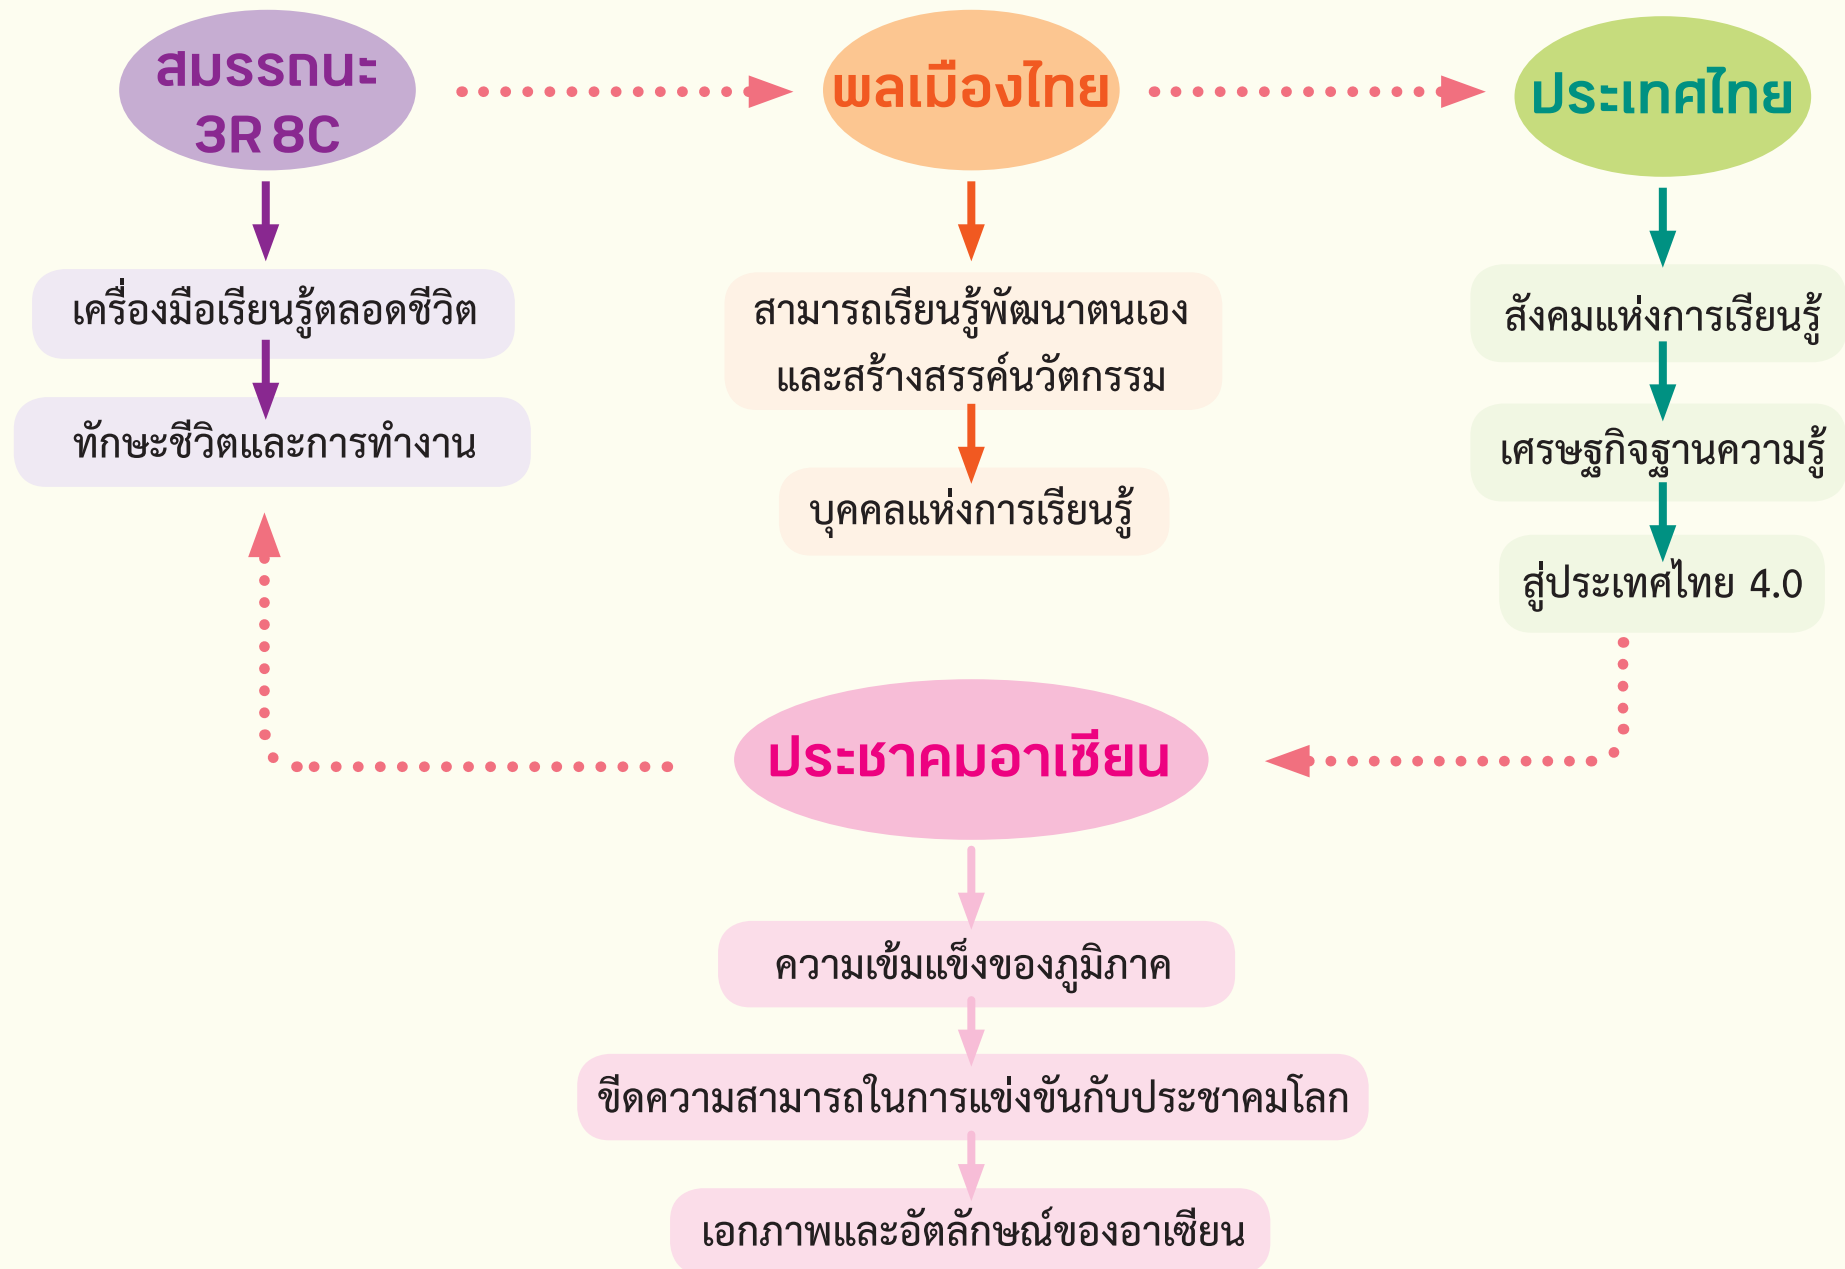 สมรรถนะ
3R 8C
พลเมืองไทย
ประเทศไทย
เครื่องมือเรียนรู้ตลอดชีวิต
ทักษะชีวิตและการทำงาน
สามารถเรียนรู้พัฒนาตนเอง
และสร้างสรรค์นวัตกรรม
บุคคลแห่งการเรียนรู้
สังคมแห่งการเรียนรู้
เศรษฐกิจฐานความรู้
สู่ประเทศไทย 4.0
ประชาคมอาเซียน
ความเข้มแข็งของภูมิภาค
ขีดความสามารถในการแข่งขันกับประชาคมโลก
เอกภาพและอัตลักษณ์ของอาเซียน